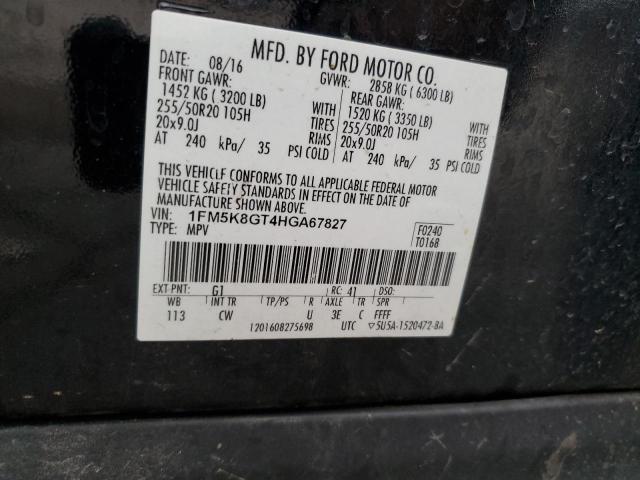 MFD. BY FORD MOTOR CO.
DATE: 08/16 GVWR: 2858 KG ( 6300 LB)
FRONT GAWR: REAR GAWR:
1452 KG ( 3200 LB) WITH 1520 KG ( 3350 LB) WITH
255/50R20 105H TIRES 255/50R20 105H TIRES
20x9.0J RIMS 20x9.0J RIMS
AT 240 kPa/ 35 PSI COLD AT 240 kPa/ 35 PSI COLD
THIS VEHICLE CONFORMS TO ALL APPLICABLE FEDERAL MOTOR
VEHICLE SAFETY STANDARDS IN EFFECT ON THE DATE OF
MANUFACTURE SHOWN ABOVE.
VIN: 1FM5K8GT4HGA67827 F0240
TYPE: MPV T0168
EXT PNT: G1 RC: 41 DSO:
WB INT TR TP/PS R AXLE TR SPR
113 CW U 3E C FFFF
1201608275698 UTC ▽5U5A-1520472-BA